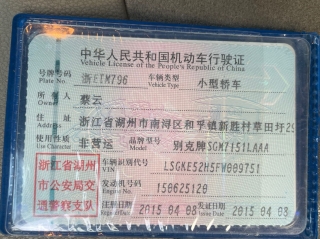 中华人民共和国机动车行驶证
Vehicle License of the People's Republic of China
号牌号码 浙ETM796 车辆类型 小型轿车
Plate No. Vehicle Type
所有人 蔡云
Owner
住址 浙江省湖州市南浔区和孚镇新胜村草田圩29
Address
使用性质 非营运 品牌型号 别克牌SGM7151LAAA
Use Character Model
浙江省湖州 车辆识别代号 LSGKE52H5FW009751
VIN
市公安局交 发动机号码 150625120
Engine No.
通警察支队 注册日期 2015 04 03 发证日期 2015 04 03
Register Date Issue Date